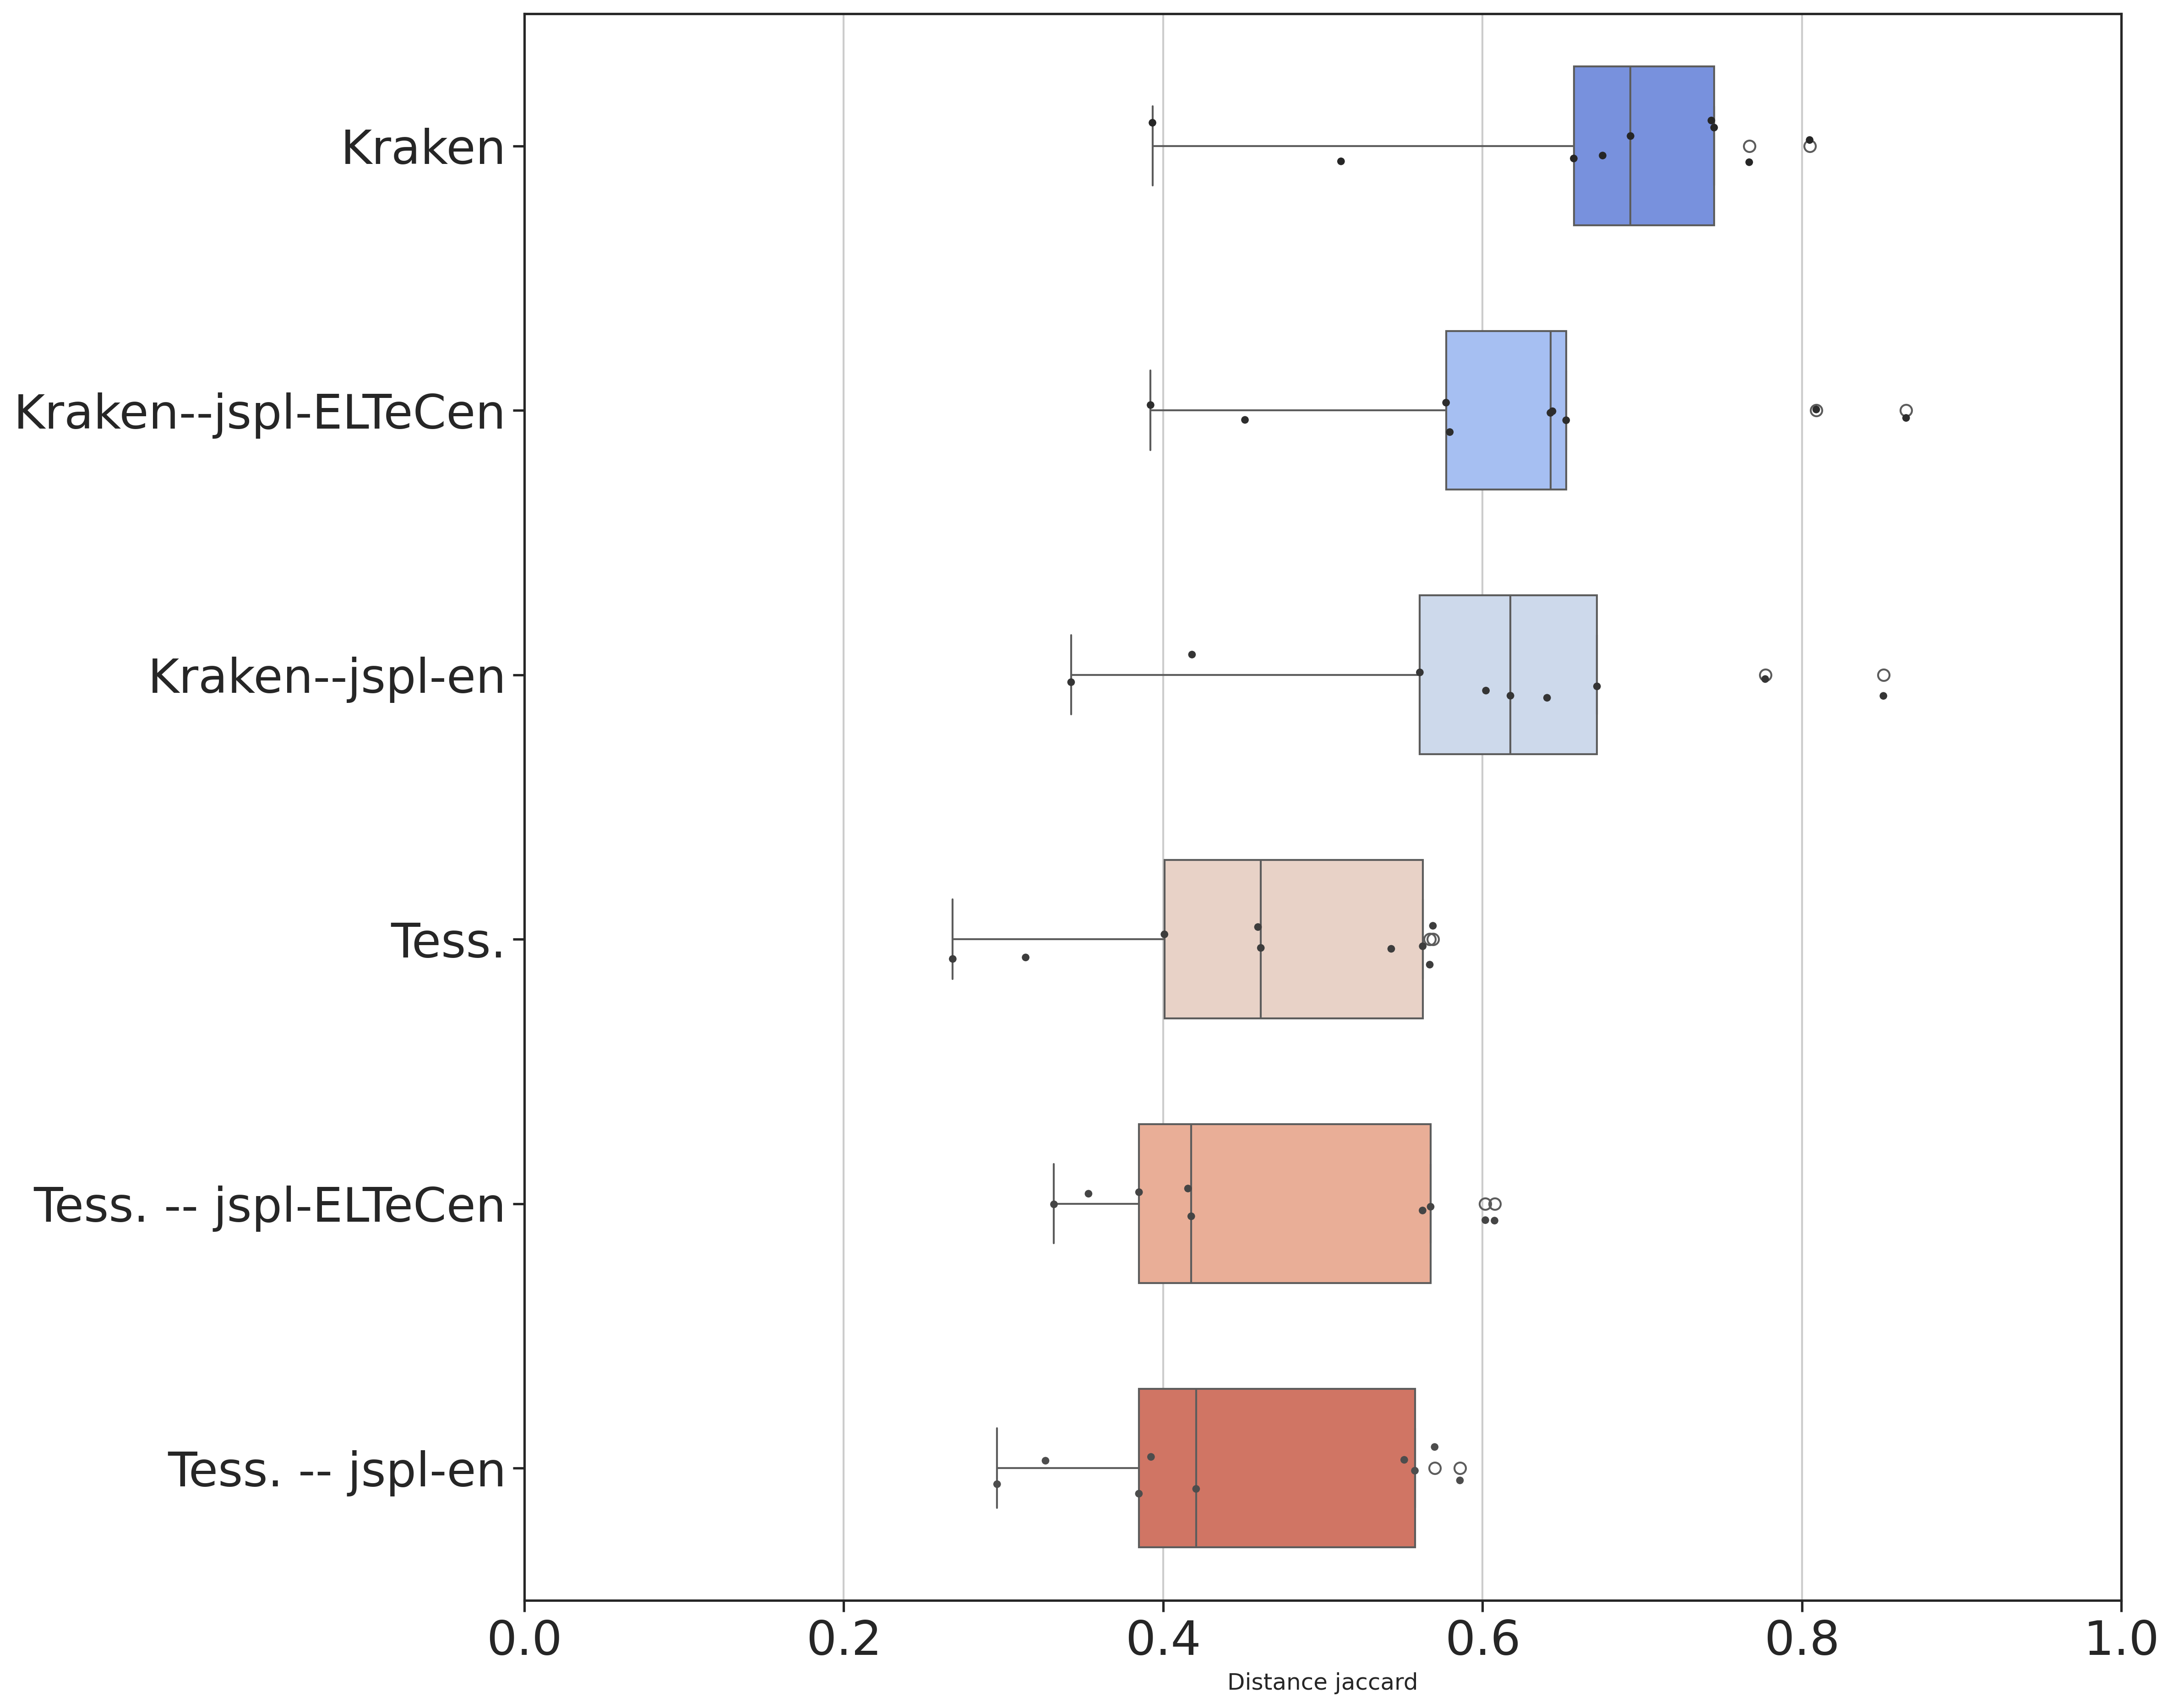 Kraken
Kraken--jspl-ELTeCen
Kraken--jspl-en
Tess.
Tess. -- jspl-ELTeCen
Tess. -- jspl-en
0.0 0.2 0.4 0.6 0.8 1.0
Distance jaccard